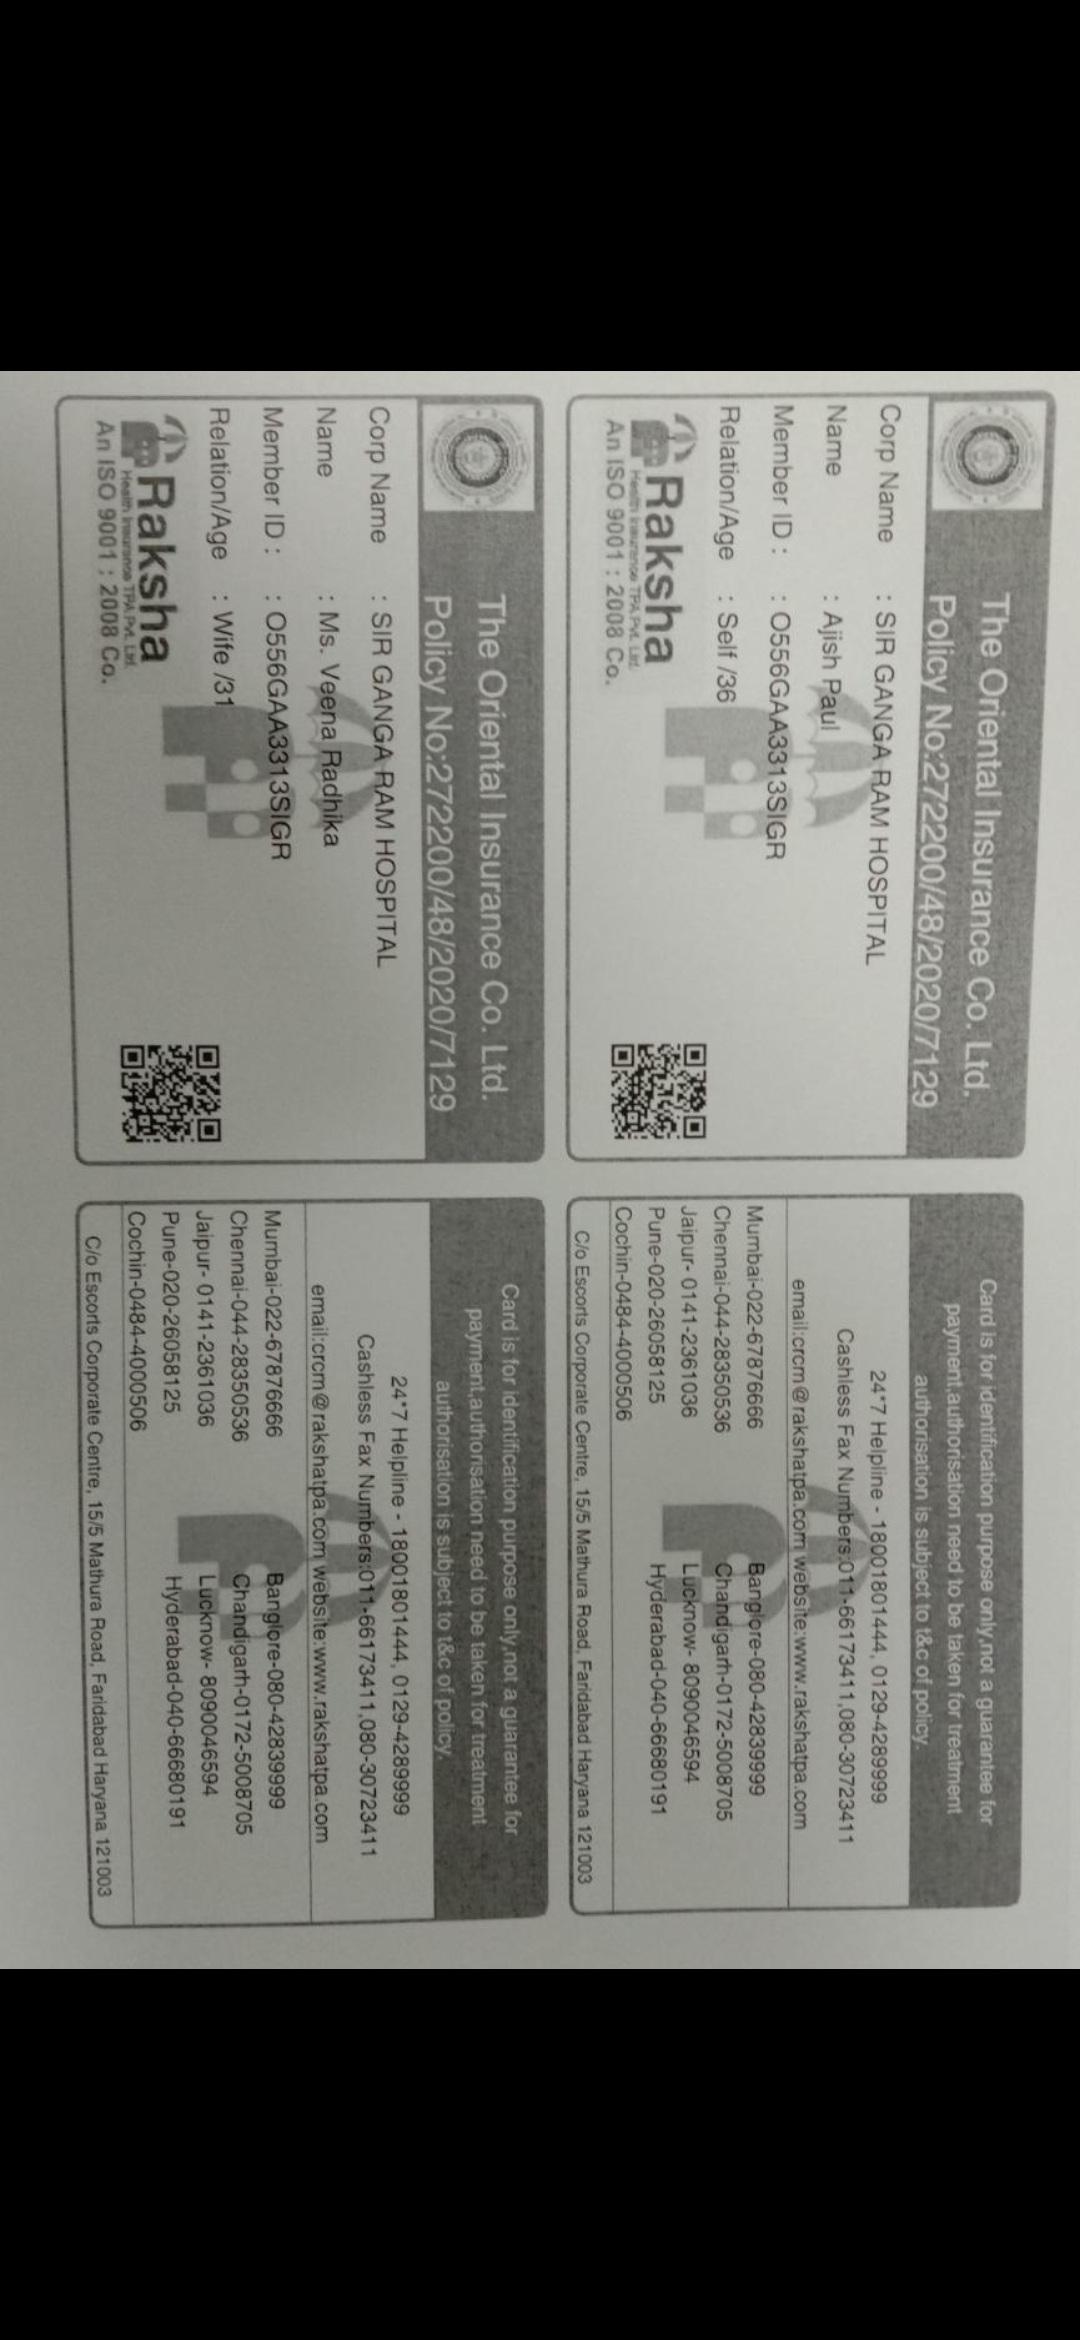 The Oriental Insurance Co. Ltd.
Policy No:272200/48/2020/7129
Corp Name : SIR GANGA RAM HOSPITAL
Name : Ajish Paul
Member ID : : O556GAA3313SIGR
Relation/Age : Self /36
Raksha
Health Insurance TPA Pvt. Ltd.
An ISO 9001 : 2008 Co.
Card is for identification purpose only,not a guarantee for
payment,authorisation need to be taken for treatment
authorisation is subject to t&c of policy.
24*7 Helpline - 18001801444, 0129-4289999
Cashless Fax Numbers:011-66173411,080-30723411
email:crcm@rakshatpa.com website:www.rakshatpa.com
Mumbai-022-67876666 Banglore-080-42839999
Chennai-044-28350536 Chandigarh-0172-5008705
Jaipur- 0141-2361036 Lucknow- 8090046594
Pune-020-26058125 Hyderabad-040-66680191
Cochin-0484-4000506
C/o Escorts Corporate Centre, 15/5 Mathura Road, Faridabad Haryana 121003
The Oriental Insurance Co. Ltd.
Policy No:272200/48/2020/7129
Corp Name : SIR GANGA RAM HOSPITAL
Name : Ms. Veena Radhika
Member ID : : O556GAA3313SIGR
Relation/Age : Wife /31
Raksha
Health Insurance TPA Pvt. Ltd.
An ISO 9001 : 2008 Co.
Card is for identification purpose only,not a guarantee for
payment,authorisation need to be taken for treatment
authorisation is subject to t&c of policy.
24*7 Helpline - 18001801444, 0129-4289999
Cashless Fax Numbers:011-66173411,080-30723411
email:crcm@rakshatpa.com website:www.rakshatpa.com
Mumbai-022-67876666 Banglore-080-42839999
Chennai-044-28350536 Chandigarh-0172-5008705
Jaipur- 0141-2361036 Lucknow- 8090046594
Pune-020-26058125 Hyderabad-040-66680191
Cochin-0484-4000506
C/o Escorts Corporate Centre, 15/5 Mathura Road, Faridabad Haryana 121003